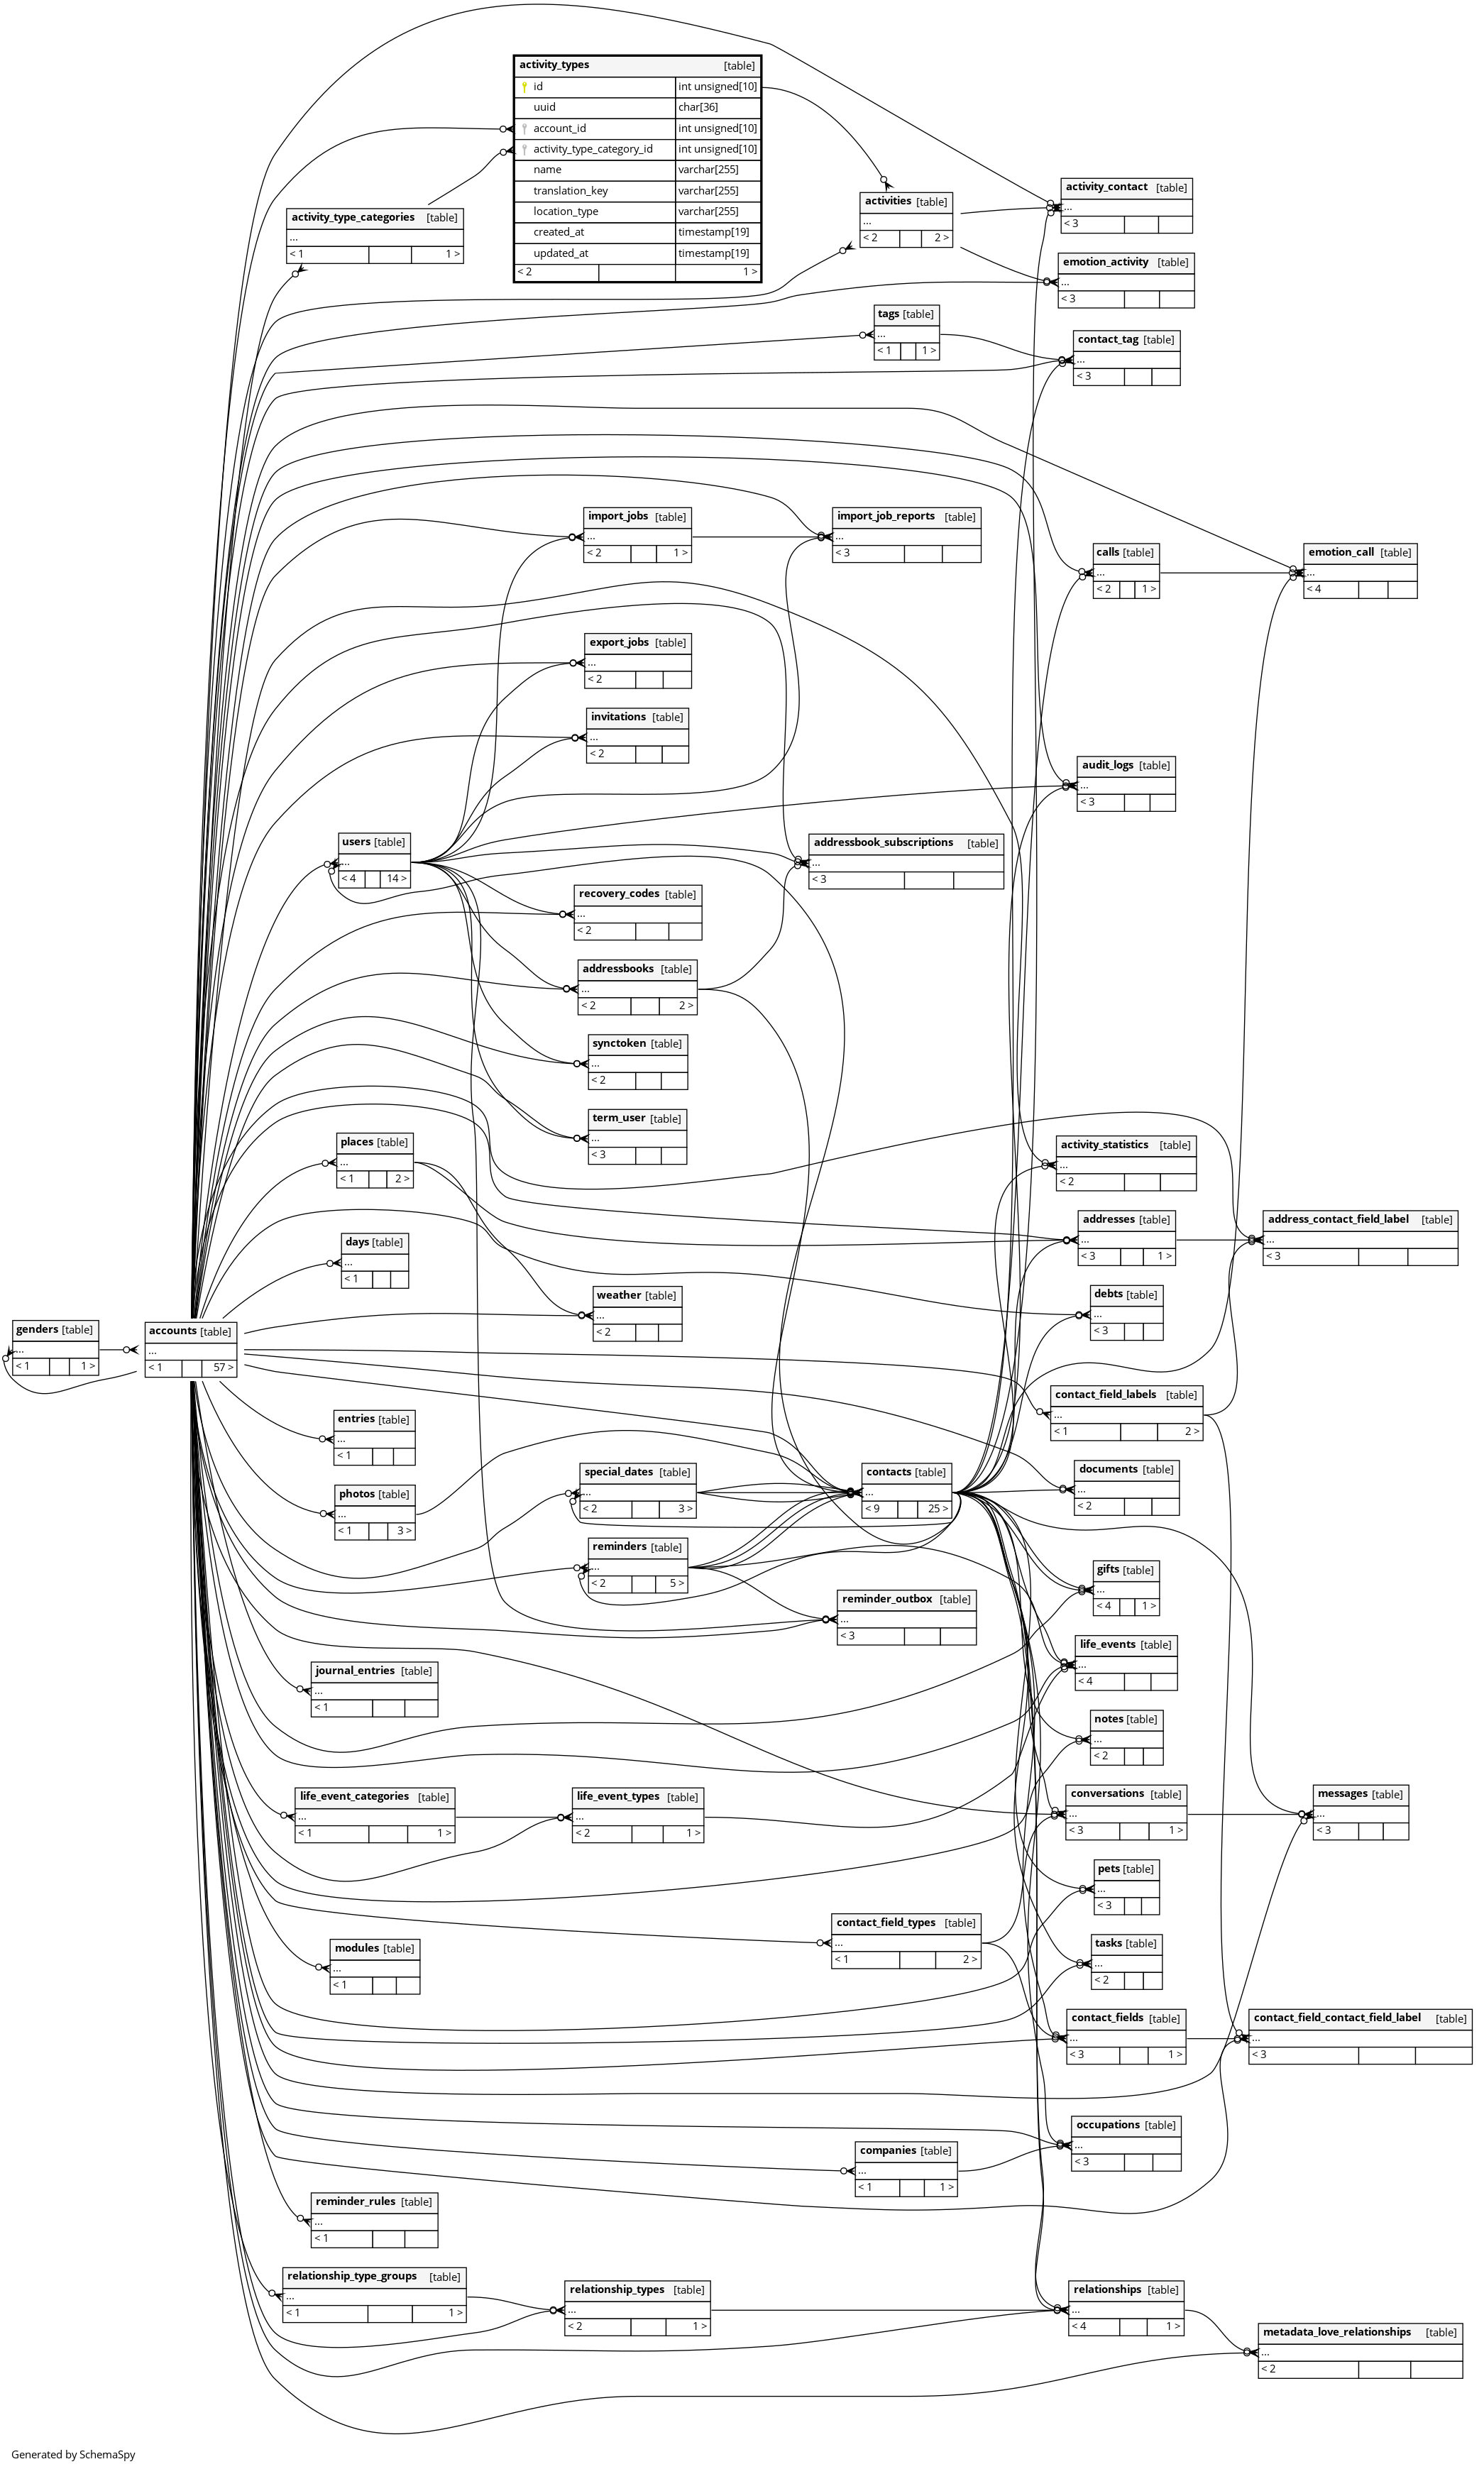 activity_types [table]
id int unsigned[10]
uuid char[36]
account_id int unsigned[10]
activity_type_category_id int unsigned[10]
name varchar[255]
translation_key varchar[255]
location_type varchar[255]
created_at timestamp[19]
updated_at timestamp[19]
< 2 1 >
activity_type_categories [table]
...
< 1 1 >
activities [table]
...
< 2 2 >
activity_contact [table]
...
< 3
emotion_activity [table]
...
< 3
tags [table]
...
< 1 1 >
contact_tag [table]
...
< 3
import_jobs [table]
...
< 2 1 >
import_job_reports [table]
...
< 3
calls [table]
...
< 2 1 >
emotion_call [table]
...
< 4
export_jobs [table]
...
< 2
invitations [table]
...
< 2
audit_logs [table]
...
< 3
users [table]
...
< 4 14 >
addressbook_subscriptions [table]
...
< 3
recovery_codes [table]
...
< 2
addressbooks [table]
...
< 2 2 >
synctoken [table]
...
< 2
term_user [table]
...
< 3
places [table]
...
< 1 2 >
activity_statistics [table]
...
< 2
addresses [table]
...
< 3 1 >
address_contact_field_label [table]
...
< 3
days [table]
...
< 1
weather [table]
...
< 2
debts [table]
...
< 3
genders [table]
...
< 1 1 >
accounts [table]
...
< 1 57 >
contact_field_labels [table]
...
< 1 2 >
entries [table]
...
< 1
photos [table]
...
< 1 3 >
special_dates [table]
...
< 2 3 >
contacts [table]
...
< 9 25 >
documents [table]
...
< 2
reminders [table]
...
< 2 5 >
reminder_outbox [table]
...
< 3
gifts [table]
...
< 4 1 >
life_events [table]
...
< 4
journal_entries [table]
...
< 1
notes [table]
...
< 2
life_event_categories [table]
...
< 1 1 >
life_event_types [table]
...
< 2 1 >
conversations [table]
...
< 3 1 >
messages [table]
...
< 3
pets [table]
...
< 3
contact_field_types [table]
...
< 1 2 >
modules [table]
...
< 1
tasks [table]
...
< 2
contact_fields [table]
...
< 3 1 >
contact_field_contact_field_label [table]
...
< 3
occupations [table]
...
< 3
companies [table]
...
< 1 1 >
reminder_rules [table]
...
< 1
relationship_type_groups [table]
...
< 1 1 >
relationship_types [table]
...
< 2 1 >
relationships [table]
...
< 4 1 >
metadata_love_relationships [table]
...
< 2
Generated by SchemaSpy